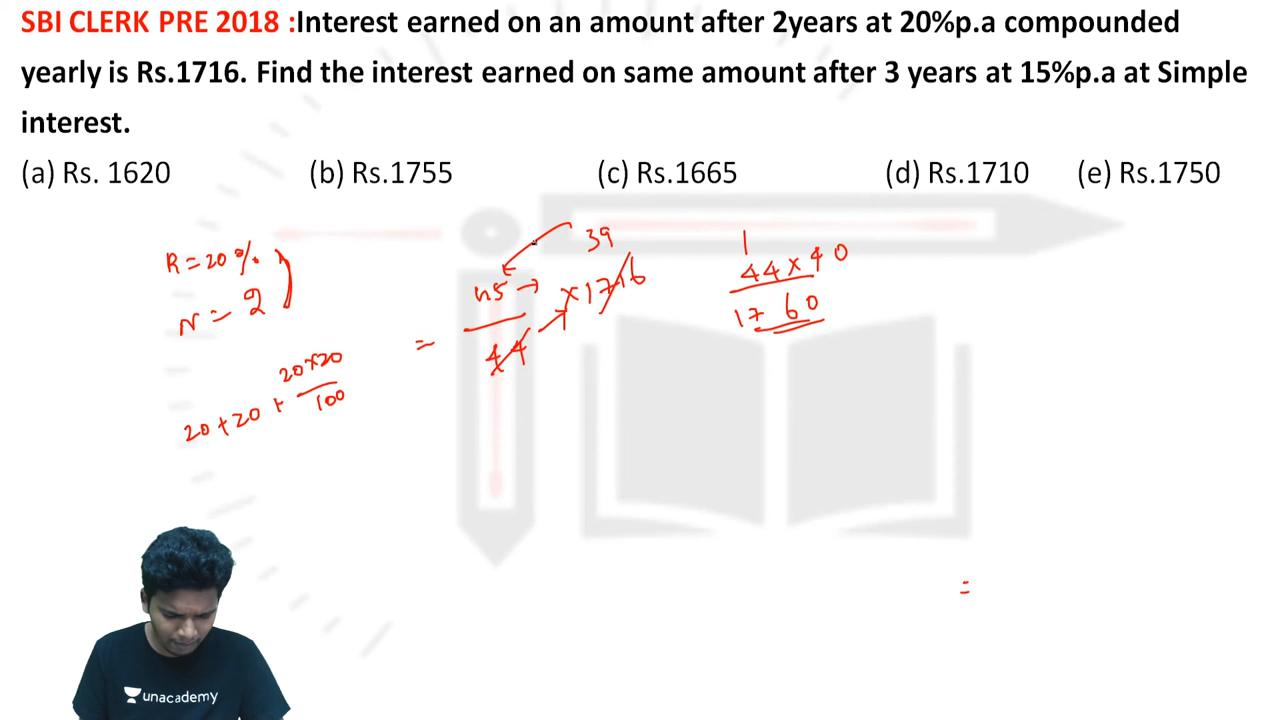 SBI CLERK PRE 2018 :Interest earned on an amount after 2years at 20%p.a compounded
yearly is Rs.1716. Find the interest earned on same amount after 3 years at 15%p.a at Simple
interest.
(a) Rs. 1620 (b) Rs.1755 (c) Rs.1665 (d) Rs.1710 (e) Rs.1750
R = 20 %
N = 2
20 + 20 + 20x20
100
39
= 45 → x 1716
44
1
44 x 40
1760
=
unacademy